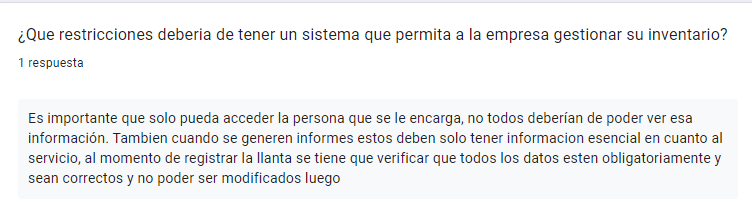 ¿Que restricciones deberia de tener un sistema que permita a la empresa gestionar su inventario?
1 respuesta
Es importante que solo pueda acceder la persona que se le encarga, no todos deberían de poder ver esa
información. Tambien cuando se generen informes estos deben solo tener informacion esencial en cuanto al
servicio, al momento de registrar la llanta se tiene que verificar que todos los datos esten obligatoriamente y
sean correctos y no poder ser modificados luego